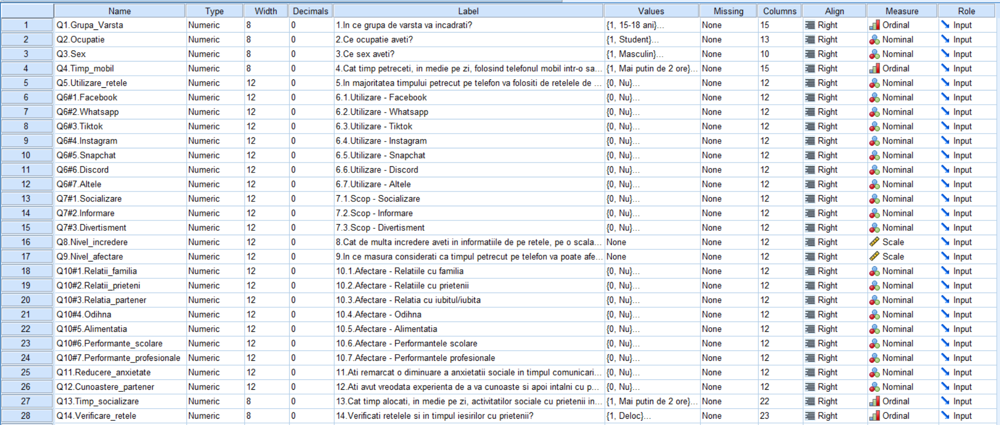 Name Type Width Decimals Label Values Missing Columns Align Measure Role
1 Q1.Grupa_Varsta Numeric 8 0 1.In ce grupa de varsta va incadrati? {1, 15-18 ani}... None 15 Right Ordinal Input
2 Q2.Ocupatie Numeric 8 0 2.Ce ocupatie aveti? {1, Student}... None 13 Right Nominal Input
3 Q3.Sex Numeric 8 0 3.Ce sex aveti? {1, Masculin}... None 10 Right Nominal Input
4 Q4.Timp_mobil Numeric 8 0 4.Cat timp petreceti, in medie pe zi, folosind telefonul mobil intr-o sa... {1, Mai putin de 2 ore}... None 15 Right Ordinal Input
5 Q5.Utilizare_retele Numeric 12 0 5.In majoritatea timpului petrecut pe telefon va folositi de retelele de ... {0, Nu}... None 12 Right Nominal Input
6 Q6#1.Facebook Numeric 12 0 6.1.Utilizare - Facebook {0, Nu}... None 12 Right Nominal Input
7 Q6#2.Whatsapp Numeric 12 0 6.2.Utilizare - Whatsapp {0, Nu}... None 12 Right Nominal Input
8 Q6#3.Tiktok Numeric 12 0 6.3.Utilizare - Tiktok {0, Nu}... None 12 Right Nominal Input
9 Q6#4.Instagram Numeric 12 0 6.4.Utilizare - Instagram {0, Nu}... None 12 Right Nominal Input
10 Q6#5.Snapchat Numeric 12 0 6.5.Utilizare - Snapchat {0, Nu}... None 12 Right Nominal Input
11 Q6#6.Discord Numeric 12 0 6.6.Utilizare - Discord {0, Nu}... None 12 Right Nominal Input
12 Q6#7.Altele Numeric 12 0 6.7.Utilizare - Altele {0, Nu}... None 12 Right Nominal Input
13 Q7#1.Socializare Numeric 12 0 7.1.Scop - Socializare {0, Nu}... None 12 Right Nominal Input
14 Q7#2.Informare Numeric 12 0 7.2.Scop - Informare {0, Nu}... None 12 Right Nominal Input
15 Q7#3.Divertisment Numeric 12 0 7.3.Scop - Divertisment {0, Nu}... None 12 Right Nominal Input
16 Q8.Nivel_incredere Numeric 12 0 8.Cat de multa incredere aveti in informatiile de pe retele, pe o scala... None None 12 Right Scale Input
17 Q9.Nivel_afectare Numeric 12 0 9.In ce masura considerati ca timpul petrecut pe telefon va poate afe... None None 12 Right Scale Input
18 Q10#1.Relatii_familia Numeric 12 0 10.1.Afectare - Relatiile cu familia {0, Nu}... None 12 Right Nominal Input
19 Q10#2.Relatii_prieteni Numeric 12 0 10.2.Afectare - Relatiile cu prietenii {0, Nu}... None 12 Right Nominal Input
20 Q10#3.Relatia_partener Numeric 12 0 10.3.Afectare - Relatia cu iubitul/iubita {0, Nu}... None 12 Right Nominal Input
21 Q10#4.Odihna Numeric 12 0 10.4.Afectare - Odihna {0, Nu}... None 12 Right Nominal Input
22 Q10#5.Alimentatia Numeric 12 0 10.5.Afectare - Alimentatia {0, Nu}... None 12 Right Nominal Input
23 Q10#6.Performante_scolare Numeric 12 0 10.6.Afectare - Performantele scolare {0, Nu}... None 12 Right Nominal Input
24 Q10#7.Performante_profesionale Numeric 12 0 10.7.Afectare - Performantele profesionale {0, Nu}... None 12 Right Nominal Input
25 Q11.Reducere_anxietate Numeric 12 0 11.Ati remarcat o diminuare a anxietatii sociale in timpul comunicari... {0, Nu}... None 12 Right Nominal Input
26 Q12.Cunoastere_partener Numeric 12 0 12.Ati avut vreodata experienta de a va cunoaste si apoi intalni cu p... {0, Nu}... None 12 Right Nominal Input
27 Q13.Timp_socializare Numeric 8 0 13.Cat timp alocati, in medie pe zi, activitatilor sociale cu prietenii in... {1, Mai putin de 2 ore}... None 22 Right Ordinal Input
28 Q14.Verificare_retele Numeric 8 0 14.Verificati retelele si in timpul iesirilor cu prietenii? {1, Deloc}... None 23 Right Ordinal Input